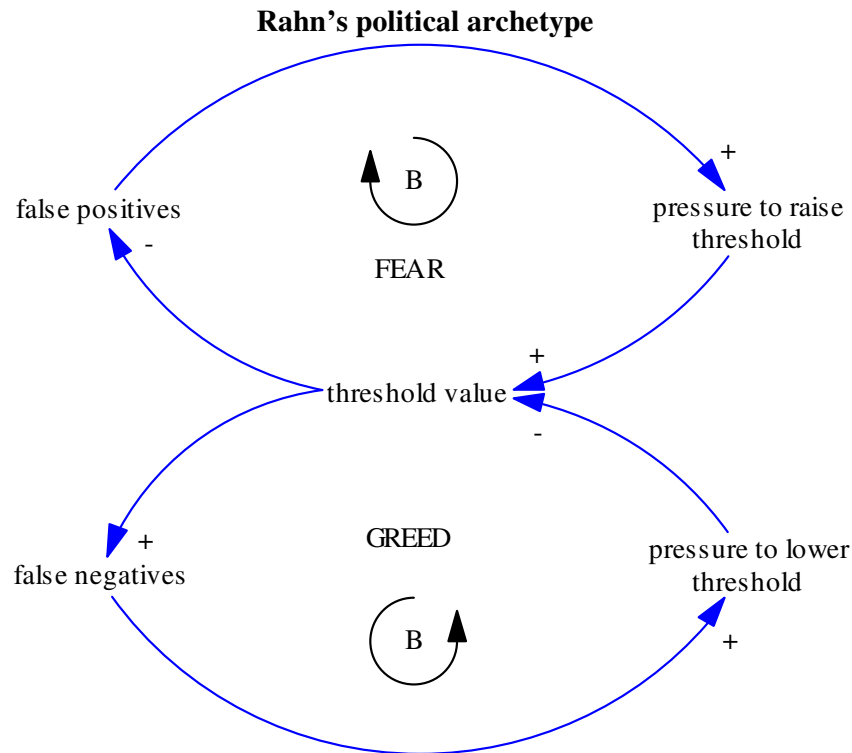 Rahn's political archetype
+
B
false positives
pressure to raise
threshold
-
FEAR
+
threshold value
-
+
GREED
false negatives
pressure to lower
threshold
B
+